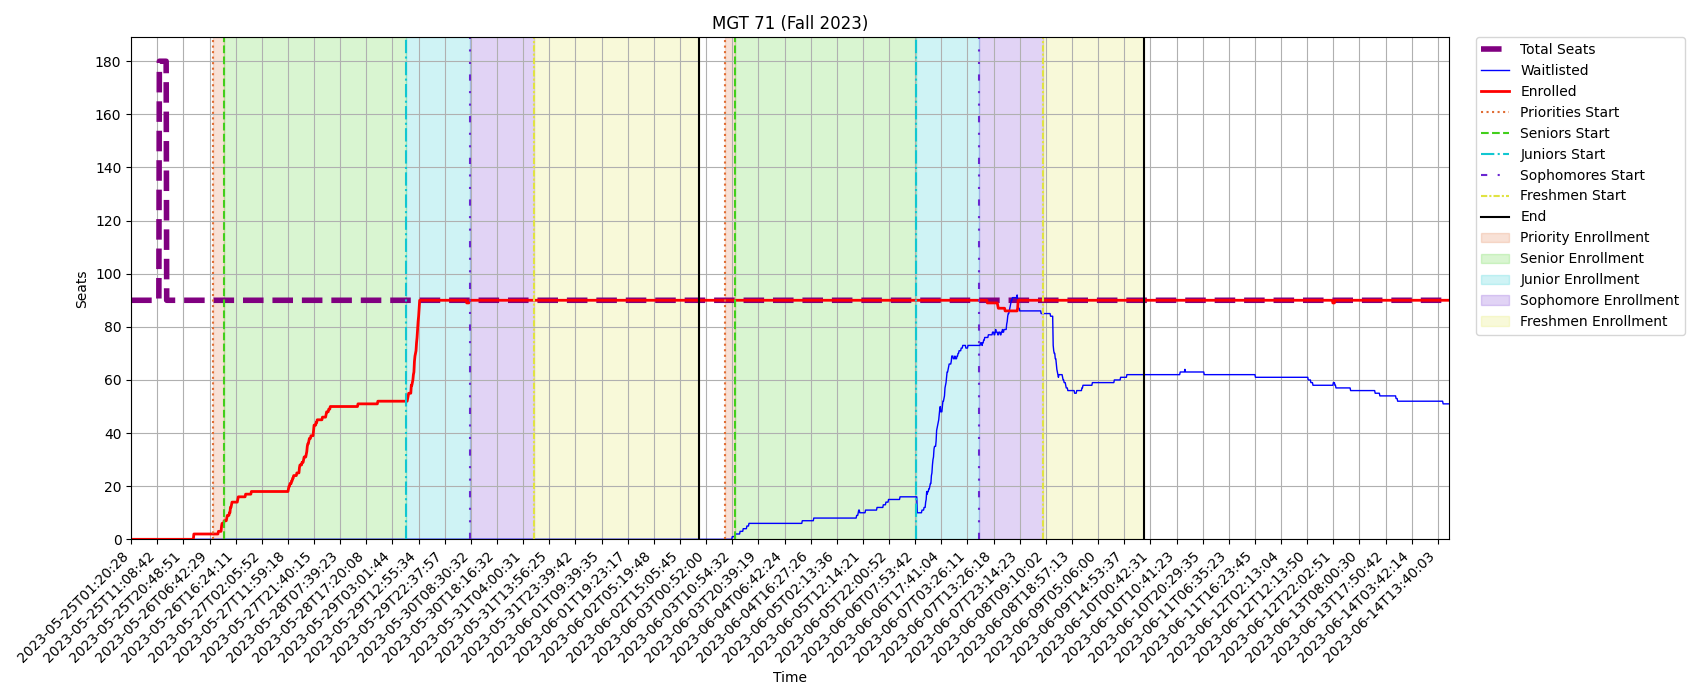 MGT 71 (Fall 2023)
180
160
140
120
100
80
60
40
20
0
Seats
2023-05-25T01:20:28
2023-05-25T11:08:42
2023-05-25T20:48:51
2023-05-26T06:42:29
2023-05-26T16:24:11
2023-05-27T02:05:52
2023-05-27T11:59:18
2023-05-27T21:40:15
2023-05-28T07:39:23
2023-05-28T17:20:08
2023-05-29T03:01:44
2023-05-29T12:55:34
2023-05-29T22:37:57
2023-05-30T08:30:32
2023-05-30T18:16:32
2023-05-31T04:00:31
2023-05-31T13:56:25
2023-05-31T23:39:42
2023-06-01T09:39:35
2023-06-01T19:23:17
2023-06-02T05:19:48
2023-06-02T15:05:45
2023-06-03T00:52:00
2023-06-03T10:54:32
2023-06-03T20:39:19
2023-06-04T06:42:24
2023-06-04T16:27:26
2023-06-05T02:13:36
2023-06-05T12:14:21
2023-06-05T22:00:52
2023-06-06T07:53:42
2023-06-06T17:41:04
2023-06-07T03:26:11
2023-06-07T13:26:18
2023-06-07T23:14:23
2023-06-08T09:10:02
2023-06-08T18:57:13
2023-06-09T05:06:00
2023-06-09T14:53:37
2023-06-10T00:42:31
2023-06-10T10:41:23
2023-06-10T20:29:35
2023-06-11T06:35:23
2023-06-11T16:23:45
2023-06-12T02:13:04
2023-06-12T12:13:50
2023-06-12T22:02:51
2023-06-13T08:00:30
2023-06-13T17:50:42
2023-06-14T03:42:14
2023-06-14T13:40:03
Time
Total Seats
Waitlisted
Enrolled
Priorities Start
Seniors Start
Juniors Start
Sophomores Start
Freshmen Start
End
Priority Enrollment
Senior Enrollment
Junior Enrollment
Sophomore Enrollment
Freshmen Enrollment